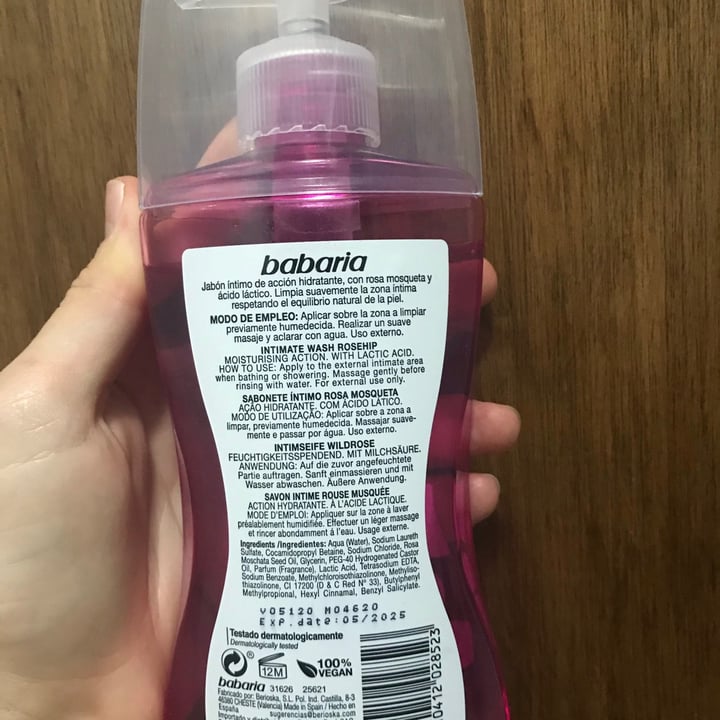 babaria
Jabón íntimo de acción hidratante, con rosa mosqueta y
ácido láctico. Limpia suavemente la zona íntima
respetando el equilibrio natural de la piel.
MODO DE EMPLEO: Aplicar sobre la zona a limpiar
previamente humedecida. Realizar un suave
masaje y aclarar con agua. Uso externo.
INTIMATE WASH ROSEHIP
MOISTURISING ACTION. WITH LACTIC ACID.
HOW TO USE: Apply to the external intimate area
when bathing or showering. Massage gently before
rinsing with water. For external use only.
SABONETE ÍNTIMO ROSA MOSQUETA
AÇÃO HIDRATANTE. COM ÁCIDO LÁTICO.
MODO DE UTILIZAÇÃO: Aplicar sobre a zona a
limpar, previamente humedecida. Massajar suave-
mente e passar por água. Uso externo.
INTIMSEIFE WILDROSE
FEUCHTIGKEITSSPENDEND. MIT MILCHSÄURE.
ANWENDUNG: Auf die zuvor angefeuchtete
Partie auftragen. Sanft einmassieren und mit
Wasser abwaschen. Äußere Anwendung.
SAVON INTIME ROUSE MUSQUÉE
ACTION HYDRATANTE. À L'ACIDE LACTIQUE.
MODE D'EMPLOI: Appliquer sur la zone à laver
préalablement humidifiée. Effectuer un léger massage
et rincer abondamment á l'eau. Usage externe.
Ingredients /Ingredientes: Aqua (Water), Sodium Laureth
Sulfate, Cocamidopropyl Betaine, Sodium Chloride, Rosa
Moschata Seed Oil, Glycerin, PEG-40 Hydrogenated Castor
Oil, Parfum (Fragrance), Lactic Acid, Tetrasodium EDTA,
Sodium Benzoate, Methylchloroisothiazolinone, Methyliso-
thiazolinone, CI 17200 (D & C Red N° 33), Butylphenyl
Methylpropional, Hexyl Cinnamal, Benzyl Salicylate.
V05120 M04620
Exp.date:05/2025
Testado dermatologicamente
Dermatologically tested
12M
100%
VEGAN
babaria 31626 25621
Fabricado por: Berioska, S.L. Pol. Ind. Castilla, 8-3
46380 CHESTE (Valencia) Made in Spain / Hecho en
España sugerencias@berioska.com
Importado y
0412 028523